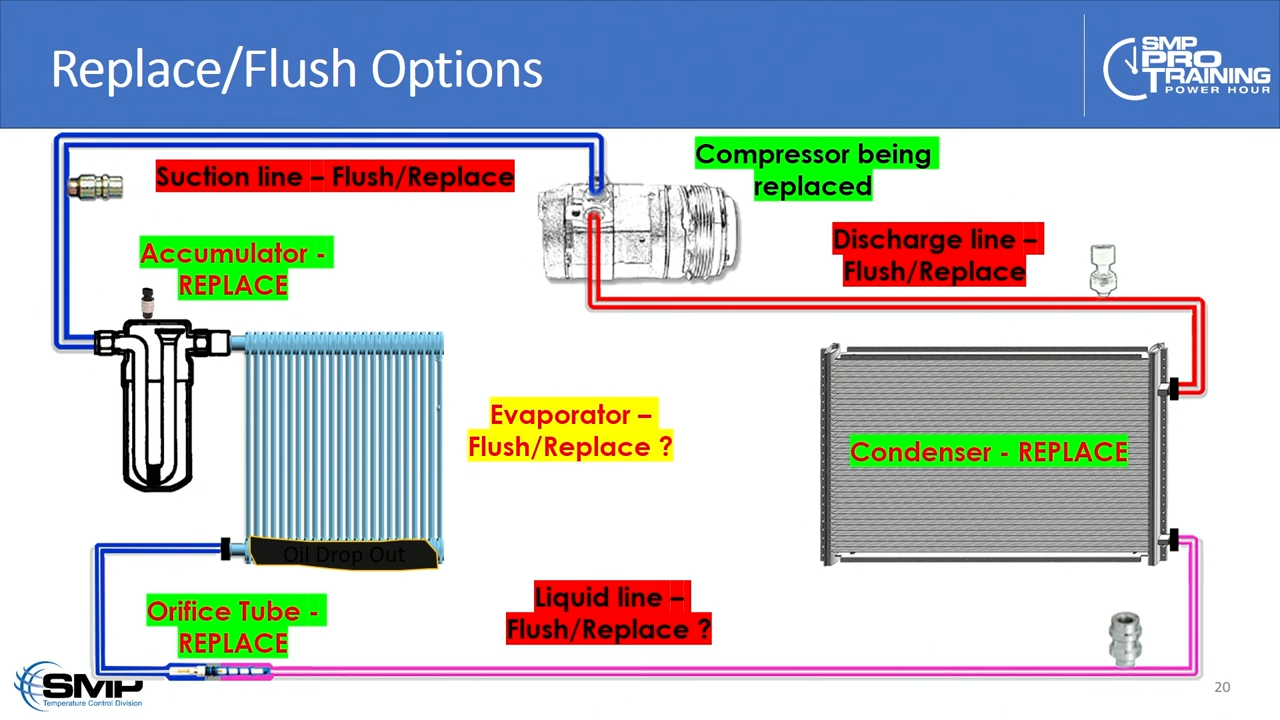 Replace/Flush Options
SMP
PRO
TRAINING
POWER HOUR
Compressor being
replaced
Suction line – Flush/Replace
Discharge line –
Flush/Replace
Accumulator -
REPLACE
Evaporator –
Flush/Replace ?
Condenser - REPLACE
Oil Drop Out
Liquid line –
Flush/Replace ?
Orifice Tube -
REPLACE
SMP
Temperature Control Division
20